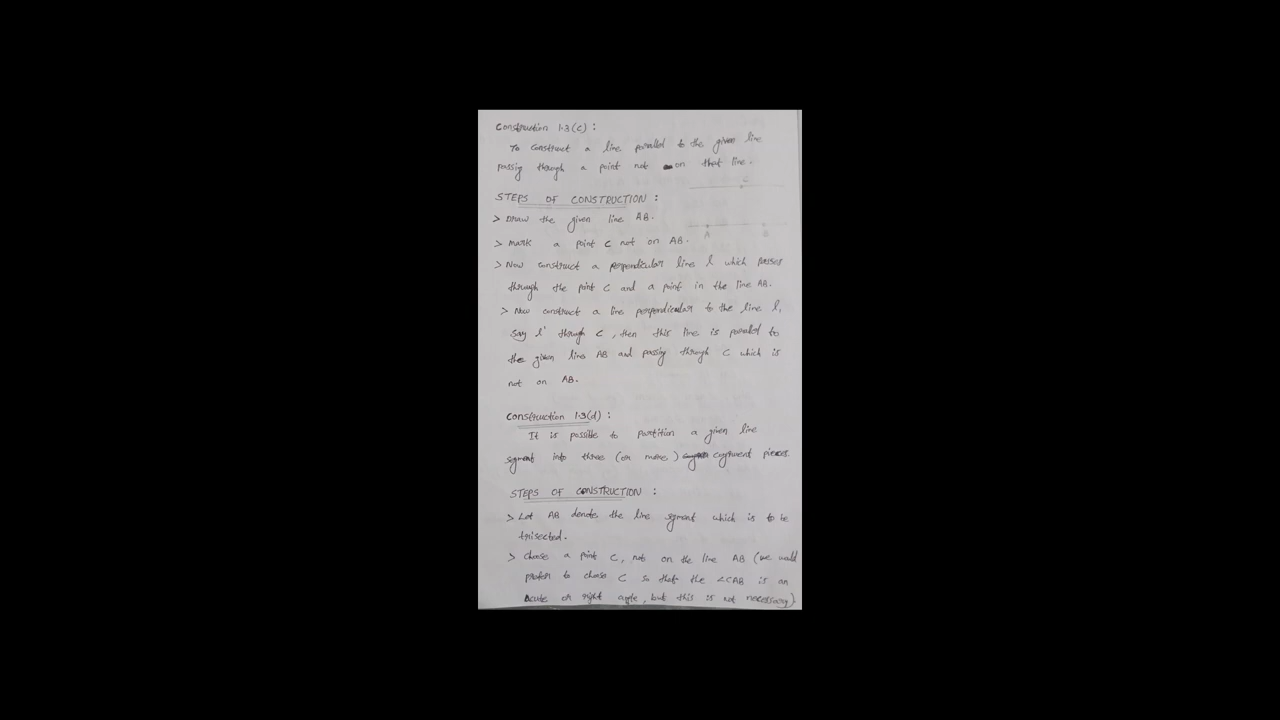 Construction 1.3(c) :
To construct a line parallel to the given line
passig through a point not on that line.
C
STEPS OF CONSTRUCTION :
> Draw the given line AB.
A B
> Mark a point C not on AB.
> Now construct a perpendicular line l which passes
through the point C and a point in the line AB.
> Now construct a line perpendicular to the line l,
say l' through C, then this line is parallel to
the given line AB and passig through C which is
not on AB.
Construction 1.3(d) :
It is possible to partition a given line
segment into three (or more) congruent pieces.
STEPS OF CONSTRUCTION :
> Let AB denote the line segment which is to be
trisected.
> Chose a point C, not on the line AB (we would
prefer to chose C so that the ∠CAB is an
Acute or right angle, but this is not necessary)